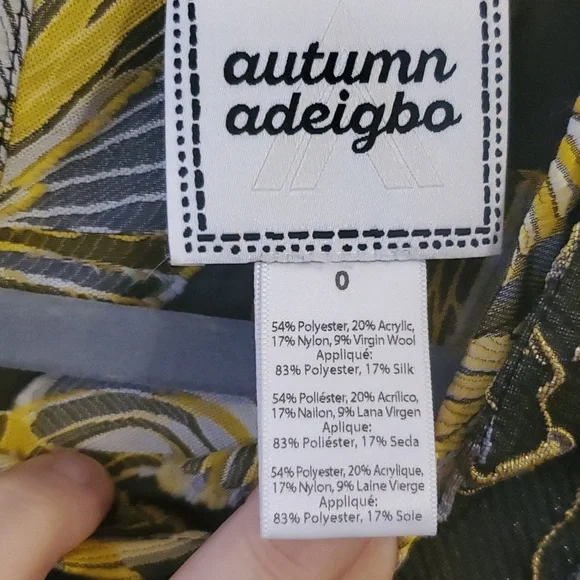 autumn
adeigbo
0
54% Polyester, 20% Acrylic,
17% Nylon, 9% Virgin Wool
Appliqué:
83% Polyester, 17% Silk
54% Poliéster, 20% Acrílico,
17% Nailon, 9% Lana Virgen
Appliqué:
83% Poliéster, 17% Seda
54% Polyester, 20% Acrylique,
17% Nylon, 9% Laine Vierge
Appliqué:
83% Polyester, 17% Soie